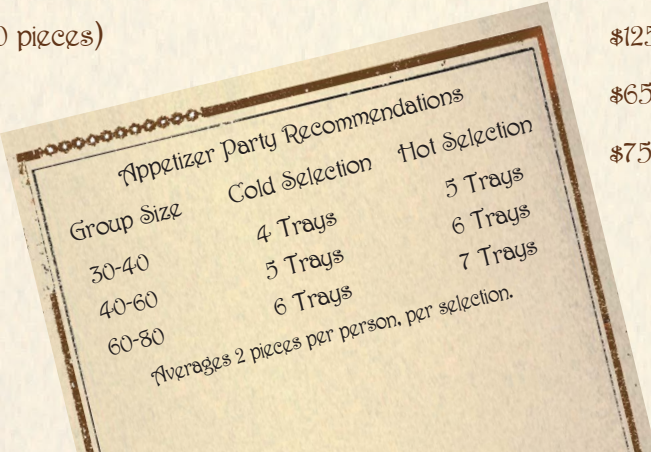 0 pieces)
$125
$65
$75
Appetizer Party Recommendations
Group Size Cold Selection Hot Selection
30-40 4 Trays 5 Trays
40-60 5 Trays 6 Trays
60-80 6 Trays 7 Trays
Averages 2 pieces per person, per selection.